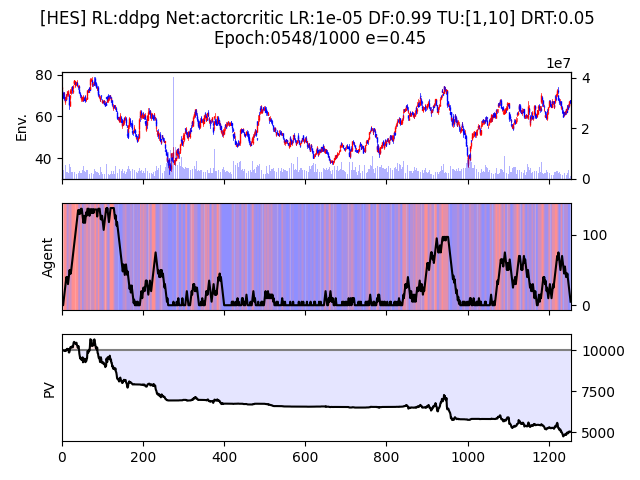 [HES] RL:ddpg Net:actorcritic LR:1e-05 DF:0.99 TU:[1,10] DRT:0.05
Epoch:0548/1000 e=0.45
1e7
80
60
40
Env.
4
2
0
Agent
100
0
PV
10000
7500
5000
0 200 400 600 800 1000 1200